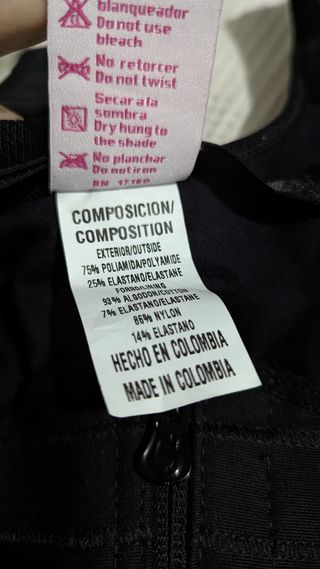 blanqueador
Do not use
bleach
No retorcer
Do not twist
Secar a la
sombra
Dry hung to
the shade
No planchar
Do not iron
RN
COMPOSICION/
COMPOSITION
EXTERIOR/OUTSIDE
75% POLIAMIDA/POLYAMIDE
25% ELASTANO/ELASTANE
FORRO/LINING
93% ALGODON/COTTON
7% ELASTANO/ELASTANE
86% NYLON
14% ELASTANO
HECHO EN COLOMBIA
MADE IN COLOMBIA